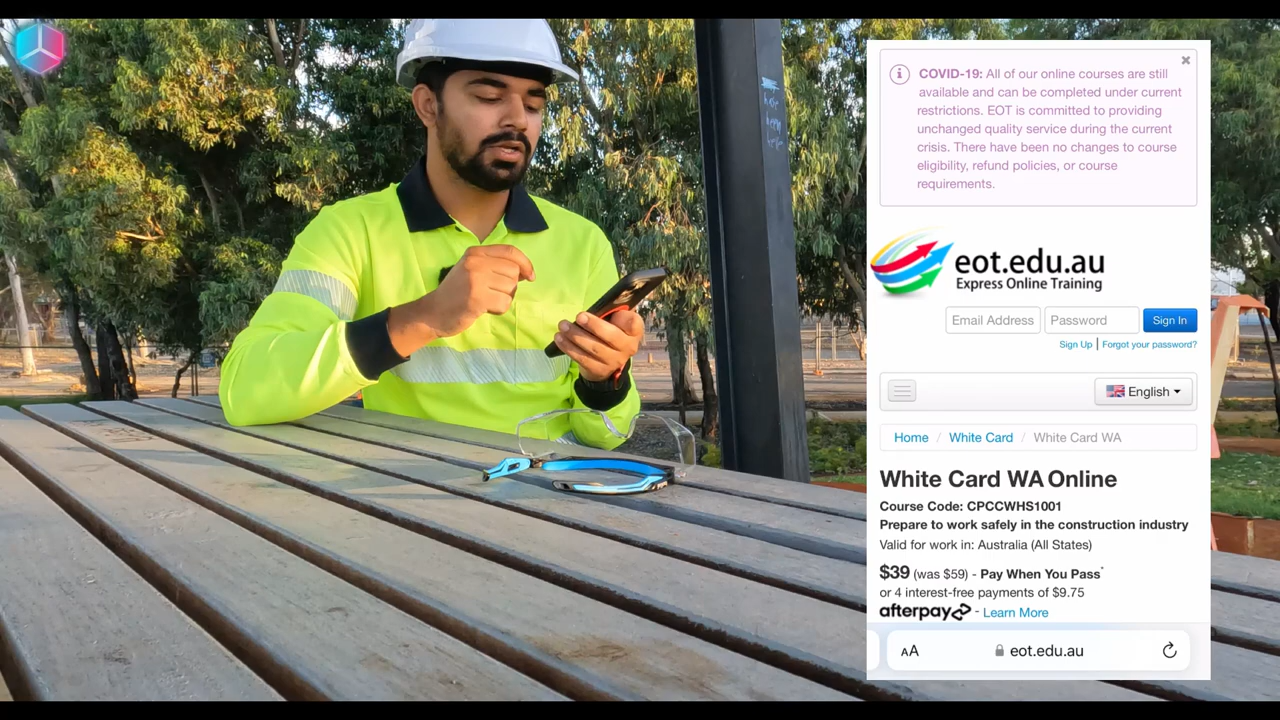 COVID-19: All of our online courses are still
available and can be completed under current
restrictions. EOT is committed to providing
unchanged quality service during the current
crisis. There have been no changes to course
eligibility, refund policies, or course
requirements.
eot.edu.au
Express Online Training
Email Address Password Sign In
Sign Up | Forgot your password?
English
Home / White Card / White Card WA
White Card WA Online
Course Code: CPCCWHS1001
Prepare to work safely in the construction industry
Valid for work in: Australia (All States)
$39 (was $59) - Pay When You Pass*
or 4 interest-free payments of $9.75
afterpay - Learn More
AA eot.edu.au